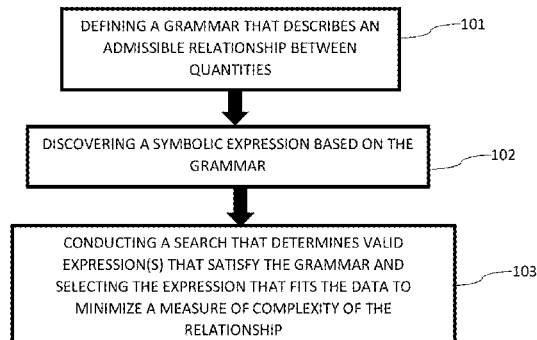 DEFINING A GRAMMAR THAT DESCRIBES AN
ADMISSIBLE RELATIONSHIP BETWEEN
QUANTITIES
101
DISCOVERING A SYMBOLIC EXPRESSION BASED ON THE
GRAMMAR
102
CONDUCTING A SEARCH THAT DETERMINES VALID
EXPRESSION(S) THAT SATISFY THE GRAMMAR AND
SELECTING THE EXPRESSION THAT FITS THE DATA TO
MINIMIZE A MEASURE OF COMPLEXITY OF THE
RELATIONSHIP
103